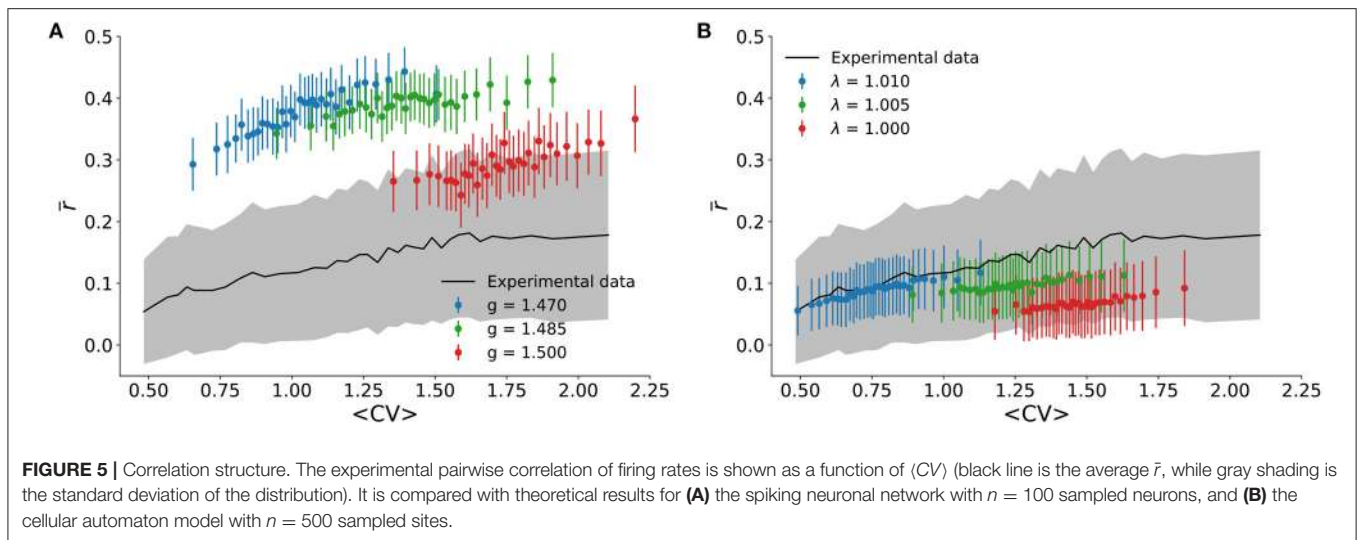 A
B
0.5
0.4
0.3
0.2
0.1
0.0
r̄
Experimental data
g = 1.470
g = 1.485
g = 1.500
0.50 0.75 1.00 1.25 1.50 1.75 2.00 2.25
<CV>
0.5
0.4
0.3
0.2
0.1
0.0
r̄
Experimental data
λ = 1.010
λ = 1.005
λ = 1.000
0.50 0.75 1.00 1.25 1.50 1.75 2.00 2.25
<CV>
FIGURE 5 | Correlation structure. The experimental pairwise correlation of firing rates is shown as a function of ⟨CV⟩ (black line is the average r̄, while gray shading is
the standard deviation of the distribution). It is compared with theoretical results for (A) the spiking neuronal network with n = 100 sampled neurons, and (B) the
cellular automaton model with n = 500 sampled sites.